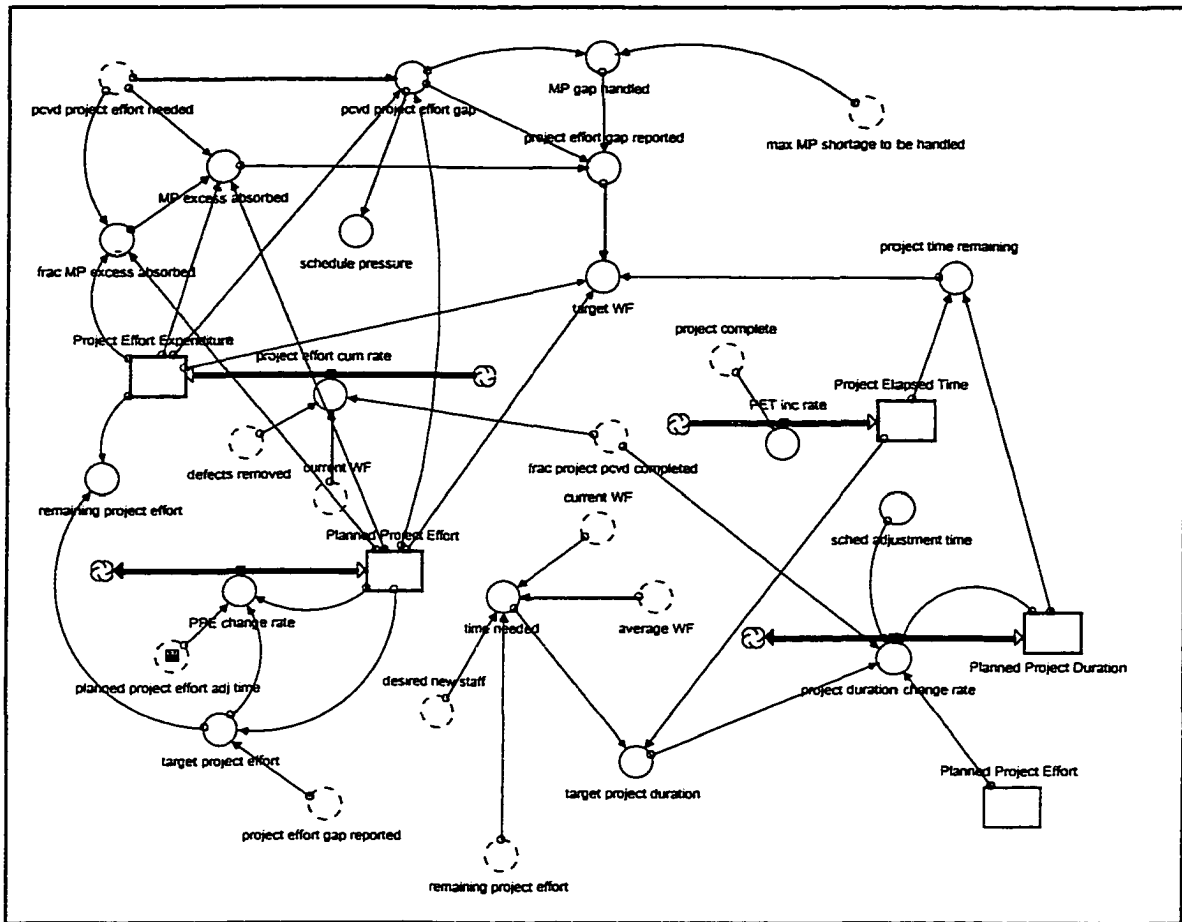 MP gap handled
pcvd project effort needed
pcvd project effort gap
project effort gap reported
max MP shortage to be handled
MP excess absorbed
frac MP excess absorbed
schedule pressure
project time remaining
target WF
Project Effort Expenditure
project effort cum rate
project complete
Project Elapsed Time
PET inc rate
defects removed
current WF
frac project pcvd completed
remaining project effort
current WF
Planned Project Effort
sched adjustment time
PPE change rate
time needed
average WF
planned project effort adj time
desired new staff
project duration change rate
Planned Project Duration
target project effort
target project duration
Planned Project Effort
project effort gap reported
remaining project effort